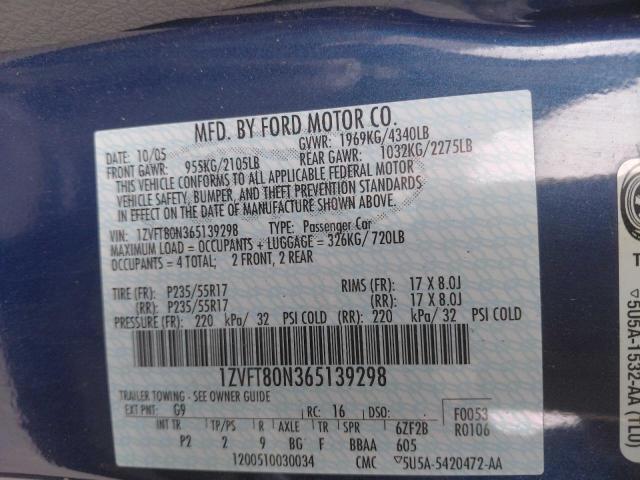 MFD. BY FORD MOTOR CO.
DATE: 10/05 GVWR: 1969KG/4340LB
FRONT GAWR: 955KG/2105LB REAR GAWR: 1032KG/2275LB
THIS VEHICLE CONFORMS TO ALL APPLICABLE FEDERAL MOTOR
VEHICLE SAFETY, BUMPER, AND THEFT PREVENTION STANDARDS
IN EFFECT ON THE DATE OF MANUFACTURE SHOWN ABOVE.
VIN: 1ZVFT80N365139298 TYPE: Passenger Car
MAXIMUM LOAD = OCCUPANTS + LUGGAGE = 326KG/720LB
OCCUPANTS = 4 TOTAL; 2 FRONT, 2 REAR
TIRE (FR): P235/55R17 RIMS (FR): 17 X 8.0J
(RR): P235/55R17 (RR): 17 X 8.0J
PRESSURE (FR): 220 kPa/ 32 PSI COLD (RR): 220 kPa/ 32 PSI COLD
1ZVFT80N365139298
TRAILER TOWING - SEE OWNER GUIDE
EXT PNT: G9 RC: 16 DSO: F0053
INT TR TP/PS R AXLE TR SPR 6ZF2B R0106
P2 2 9 BG F BBAA 605
1200510030034 CMC ▽5U5A-5420472-AA
▽5U5A-1532-AA (TLU)